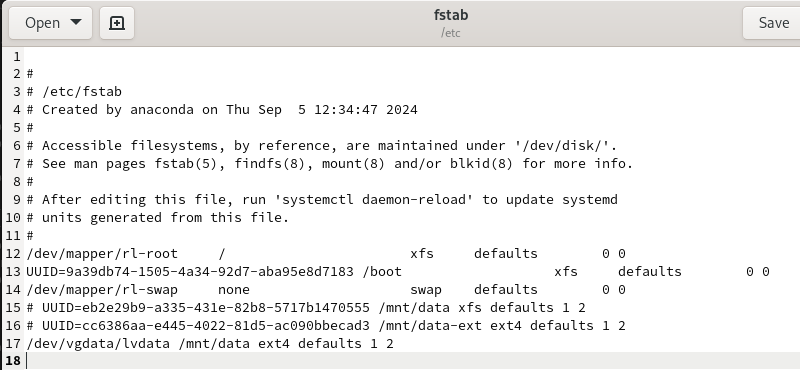 Open
fstab
/etc
Save
1
2 #
3 # /etc/fstab
4 # Created by anaconda on Thu Sep  5 12:34:47 2024
5 #
6 # Accessible filesystems, by reference, are maintained under '/dev/disk/'.
7 # See man pages fstab(5), findfs(8), mount(8) and/or blkid(8) for more info.
8 #
9 # After editing this file, run 'systemctl daemon-reload' to update systemd
10 # units generated from this file.
11 #
12 /dev/mapper/rl-root     /                       xfs     defaults        0 0
13 UUID=9a39db74-1505-4a34-92d7-aba95e8d7183 /boot                   xfs     defaults        0 0
14 /dev/mapper/rl-swap     none                    swap    defaults        0 0
15 # UUID=eb2e29b9-a335-431e-82b8-5717b1470555 /mnt/data xfs defaults 1 2
16 # UUID=cc6386aa-e445-4022-81d5-ac090bbecad3 /mnt/data-ext ext4 defaults 1 2
17 /dev/vgdata/lvdata /mnt/data ext4 defaults 1 2
18